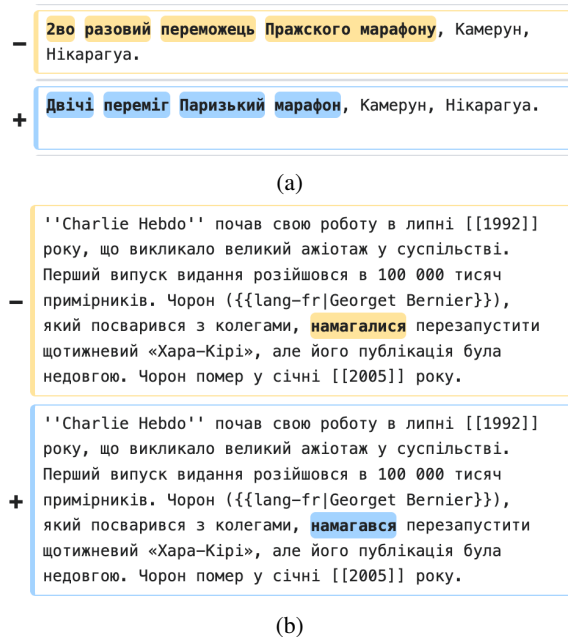 − 2во разовий переможець Пражского марафону, Камерун,
Нікарагуа.
+ Двічі переміг Паризький марафон, Камерун, Нікарагуа.
(a)
''Charlie Hebdo'' почав свою роботу в липні [[1992]]
року, що викликало великий ажіотаж у суспільстві.
Перший випуск видання розійшовся в 100 000 тисяч
примірників. Чорон ({{lang-fr|Georget Bernier}}),
− який посварився з колегами, намагалися перезапустити
щотижневий «Хара-Кірі», але його публікація була
недовгою. Чорон помер у січні [[2005]] року.
''Charlie Hebdo'' почав свою роботу в липні [[1992]]
року, що викликало великий ажіотаж у суспільстві.
Перший випуск видання розійшовся в 100 000 тисяч
+ примірників. Чорон ({{lang-fr|Georget Bernier}}),
який посварився з колегами, намагався перезапустити
щотижневий «Хара-Кірі», але його публікація була
недовгою. Чорон помер у січні [[2005]] року.
(b)